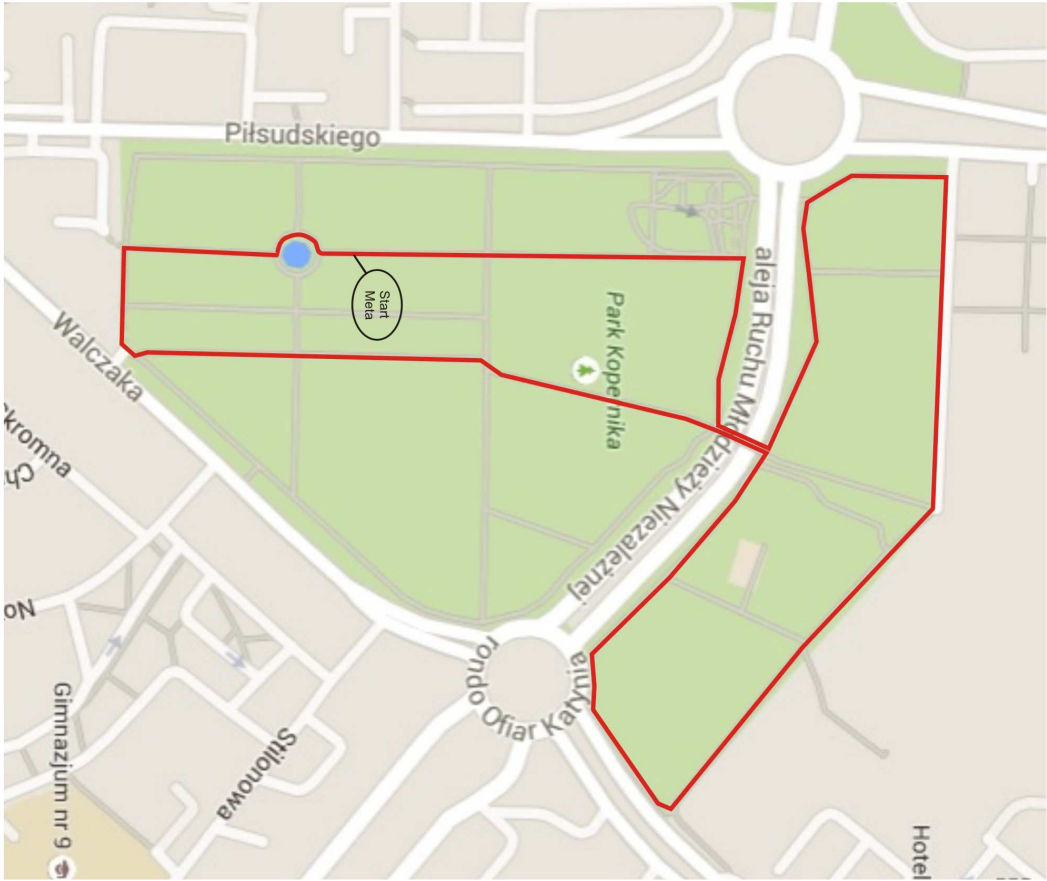 Piłsudskiego
aleja Ruchu Młodzieży Niezależnej
Start
Meta
Park Kopernika
Walczaka
rondo Ofiar Katynia
Stilonowa
Gimnazjum nr 9
Hotel